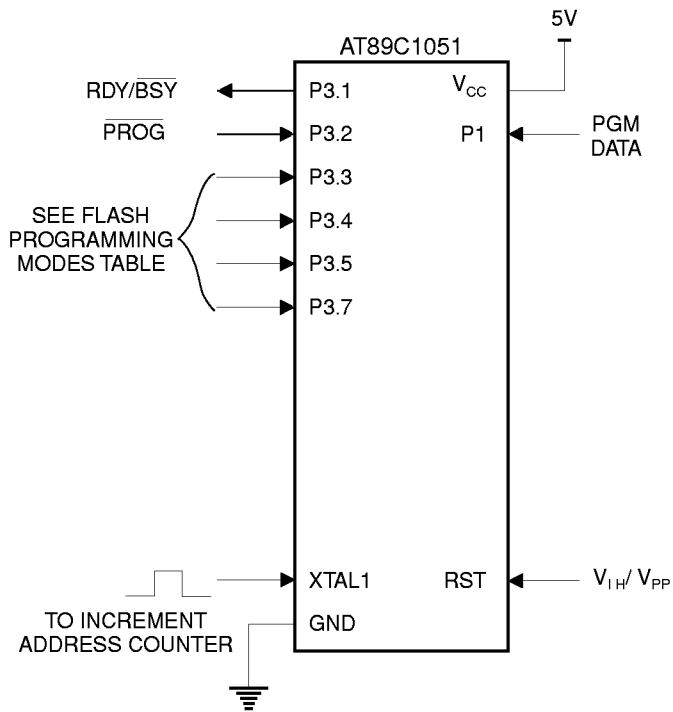 5V
AT89C1051
RDY/BSY
P3.1
VCC
PROG
P3.2
P1
PGM
DATA
P3.3
SEE FLASH
PROGRAMMING
MODES TABLE
P3.4
P3.5
P3.7
XTAL1
RST
VIH/ VPP
TO INCREMENT
ADDRESS COUNTER
GND